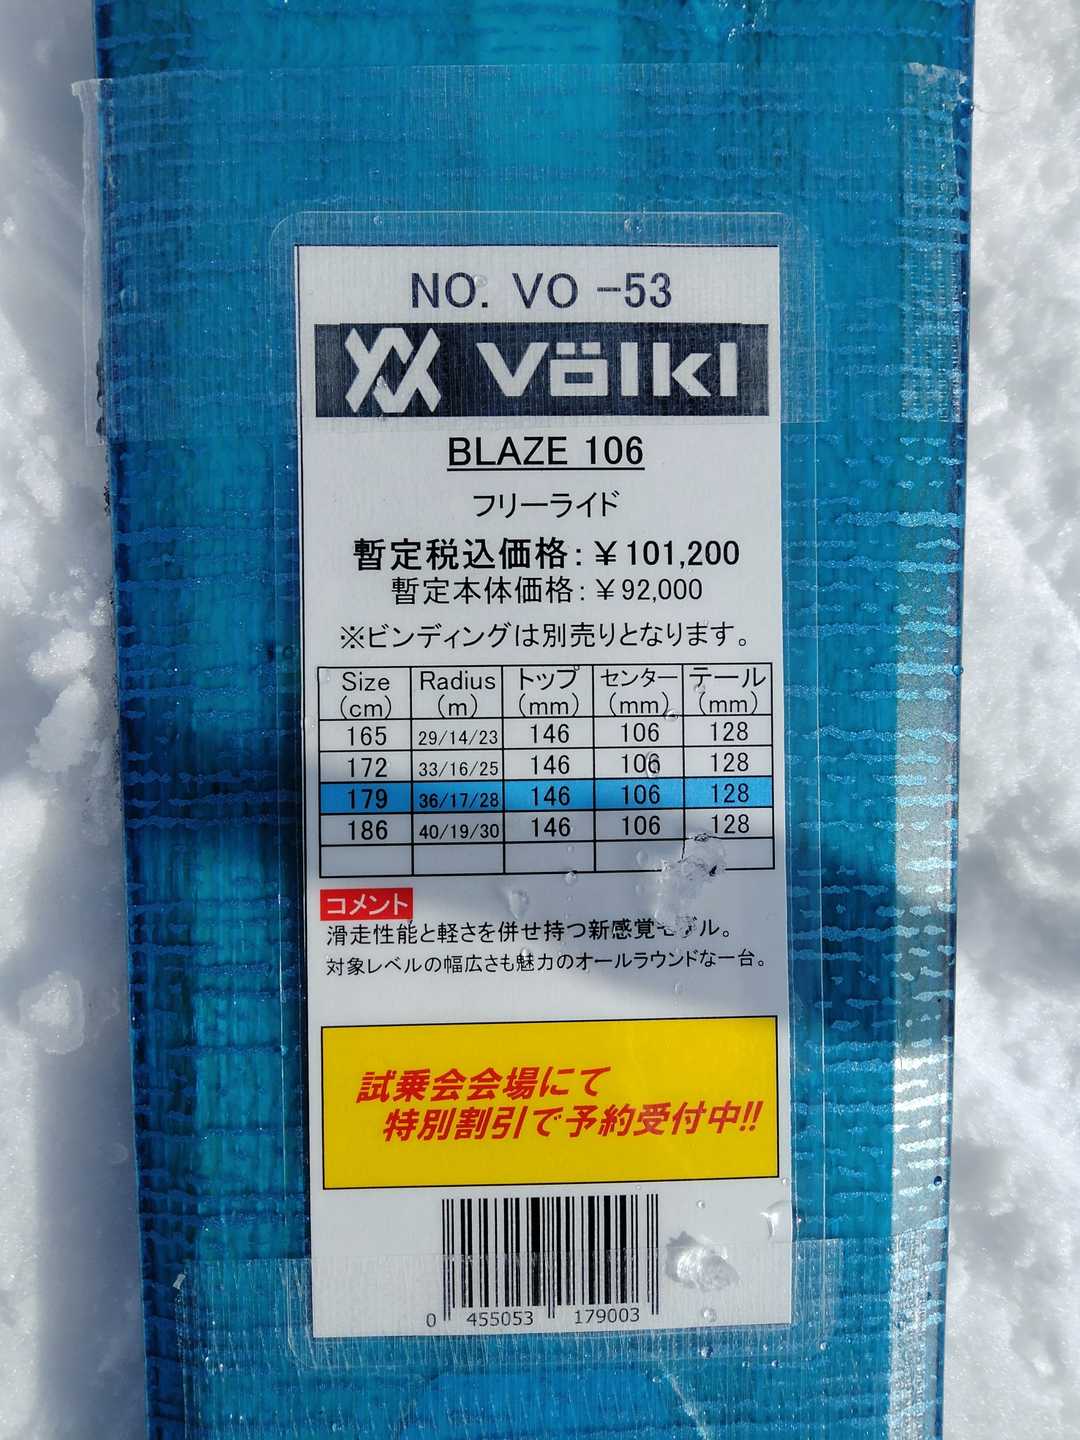 NO. VO -53
Völkl
BLAZE 106
フリーライド
暫定税込価格：￥101,200
暫定本体価格：￥92,000
※ビンディングは別売りとなります。
Size (cm) Radius (m) トップ (mm) センター (mm) テール (mm)
165 29/14/23 146 106 128
172 33/16/25 146 106 128
179 36/17/28 146 106 128
186 40/19/30 146 106 128
コメント
滑走性能と軽さを併せ持つ新感覚モデル。
対象レベルの幅広さも魅力のオールラウンドな一台。
試乗会会場にて
特別割引で予約受付中!!
0 455053 179003